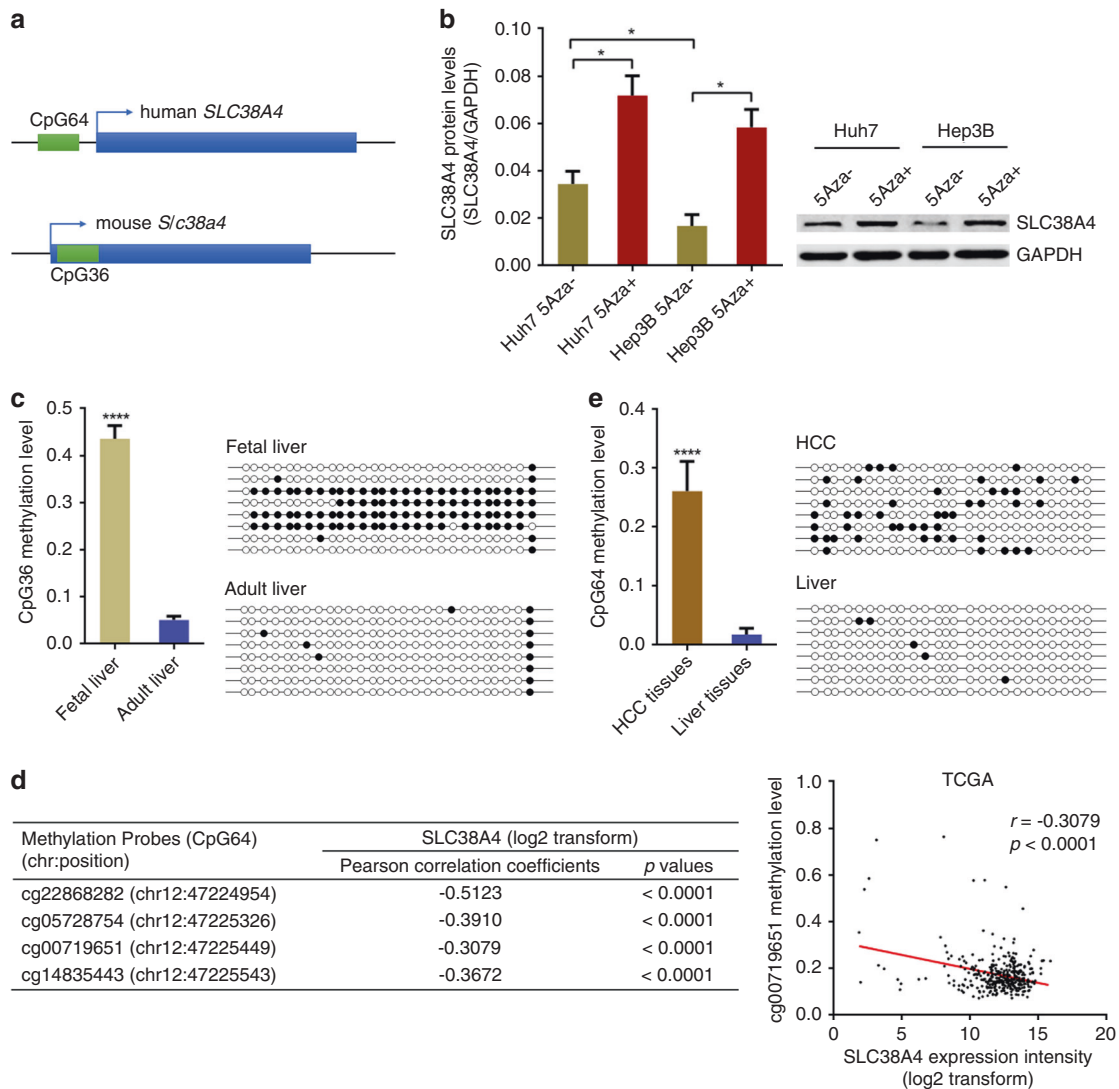 a
CpG64
human SLC38A4
mouse Slc38a4
CpG36
b
SLC38A4 protein levels
(SLC38A4/GAPDH)
0.10
0.08
0.06
0.04
0.02
0.00
*
*
*
Huh7 5Aza-
Huh7 5Aza+
Hep3B 5Aza-
Hep3B 5Aza+
Huh7
Hep3B
5Aza-
5Aza+
5Aza-
5Aza+
SLC38A4
GAPDH
c
CpG36 methylation level
0.5
0.4
0.3
0.2
0.1
0.0
****
Fetal liver
Adult liver
Fetal liver
Adult liver
e
CpG64 methylation level
0.4
0.3
0.2
0.1
0.0
****
HCC tissues
Liver tissues
HCC
Liver
d
Methylation Probes (CpG64)
(chr:position)
SLC38A4 (log2 transform)
Pearson correlation coefficients p values
cg22868282 (chr12:47224954) -0.5123 < 0.0001
cg05728754 (chr12:47225326) -0.3910 < 0.0001
cg00719651 (chr12:47225449) -0.3079 < 0.0001
cg14835443 (chr12:47225543) -0.3672 < 0.0001
TCGA
r = -0.3079
p < 0.0001
cg00719651 methylation level
1.0
0.8
0.6
0.4
0.2
0.0
0 5 10 15 20
SLC38A4 expression intensity
(log2 transform)